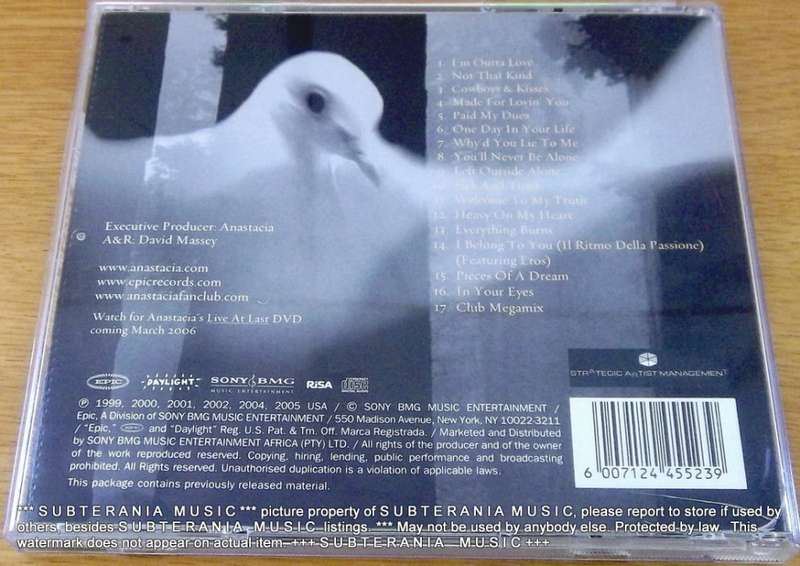 1. I'm Outta Love
2. Not That Kind
3. Cowboys & Kisses
4. Made For Lovin' You
5. Paid My Dues
6. One Day In Your Life
7. Why'd You Lie To Me
8. You'll Never Be Alone
9. Left Outside Alone
10. Sick And Tired
11. Welcome To My Truth
12. Heavy On My Heart
13. Everything Burns
14. I Belong To You (Il Ritmo Della Passione)
(Featuring Eros)
15. Pieces Of A Dream
16. In Your Eyes
17. Club Megamix
Executive Producer: Anastacia
A&R: David Massey
www.anastacia.com
www.epicrecords.com
www.anastaciafanclub.com
Watch for Anastacia's Live At Last DVD
coming March 2006
STRATEGIC ARTIST MANAGEMENT
EPIC DAYLIGHT SONY BMG RiSA disc
MUSIC ENTERTAINMENT
℗ 1999, 2000, 2001, 2002, 2004, 2005 USA / © SONY BMG MUSIC ENTERTAINMENT /
Epic, A Division of SONY BMG MUSIC ENTERTAINMENT / 550 Madison Avenue, New York, NY 10022-3211
/ "Epic," and "Daylight" Reg. U.S. Pat. & Tm. Off. Marca Registrada. / Marketed and Distributed
by SONY BMG MUSIC ENTERTAINMENT AFRICA (PTY) LTD. / All rights of the producer and of the owner
of the work reproduced reserved. Copying, hiring, lending, public performance and broadcasting
prohibited. All Rights reserved. Unauthorised duplication is a violation of applicable laws.
This package contains previously released material.
6 007124 455239
*** S U B T E R A N I A M U S I C *** picture property of S U B T E R A N I A M U S I C, please report to store if used by
others, besides S U B T E R A N I A M U S I C listings. *** May not be used by anybody else. Protected by law. This
watermark does not appear on actual item- +++ S U B T E R A N I A M U S I C +++